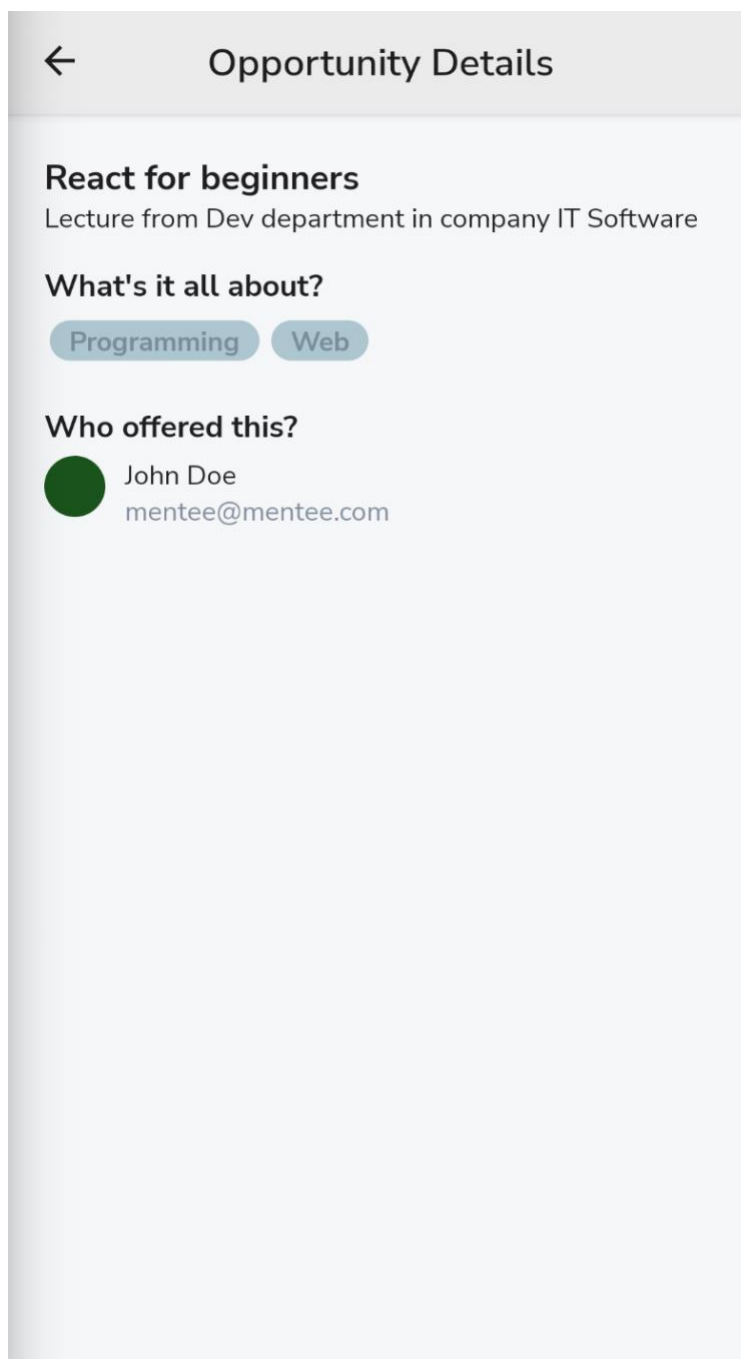 Opportunity Details
React for beginners
Lecture from Dev department in company IT Software
What's it all about?
Programming Web
Who offered this?
John Doe
mentee@mentee.com